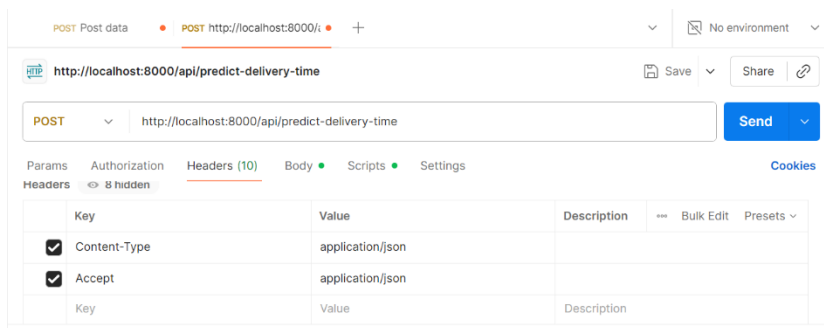 POST Post data POST http://localhost:8000/a No environment
HTTP http://localhost:8000/api/predict-delivery-time Save Share
POST http://localhost:8000/api/predict-delivery-time Send
Params Authorization Headers (10) Body Scripts Settings Cookies
Headers 8 hidden
Key Value Description Bulk Edit Presets
Content-Type application/json
Accept application/json
Key Value Description